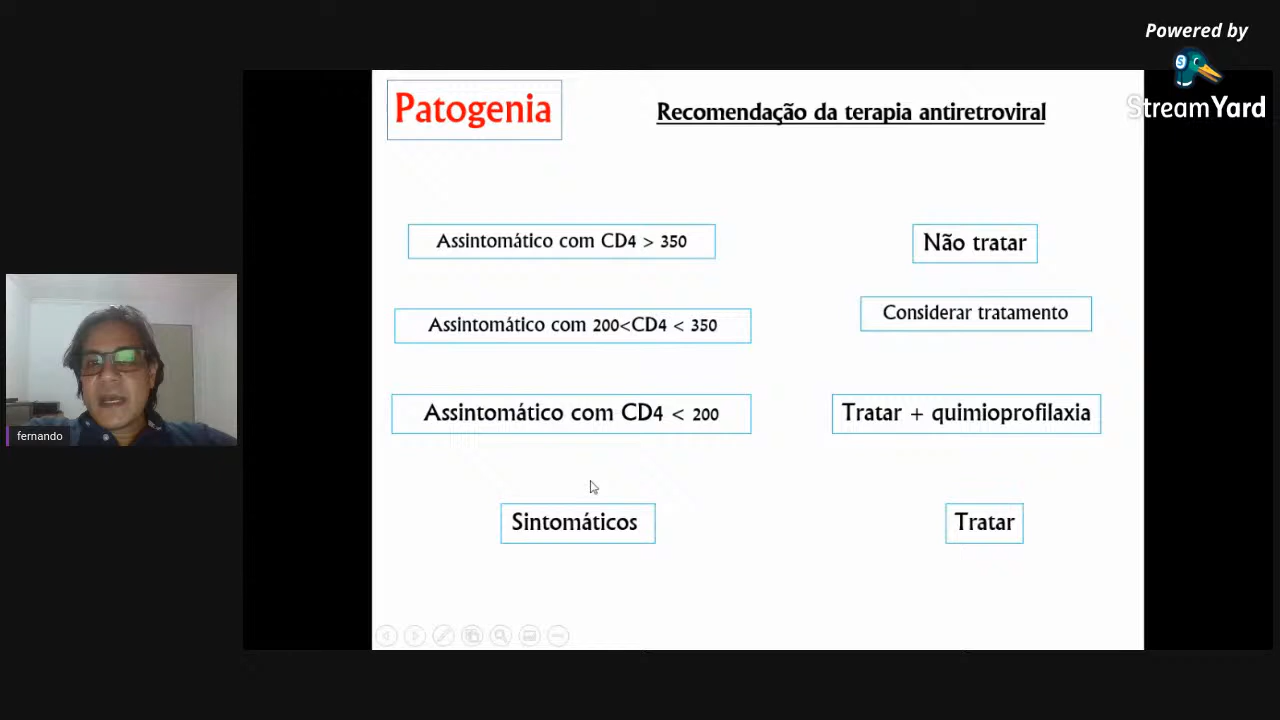 Powered by
StreamYard
Patogenia
Recomendação da terapia antiretroviral
Assintomático com CD4 > 350
Não tratar
Assintomático com 200<CD4 < 350
Considerar tratamento
Assintomático com CD4 < 200
Tratar + quimioprofilaxia
Sintomáticos
Tratar
fernando